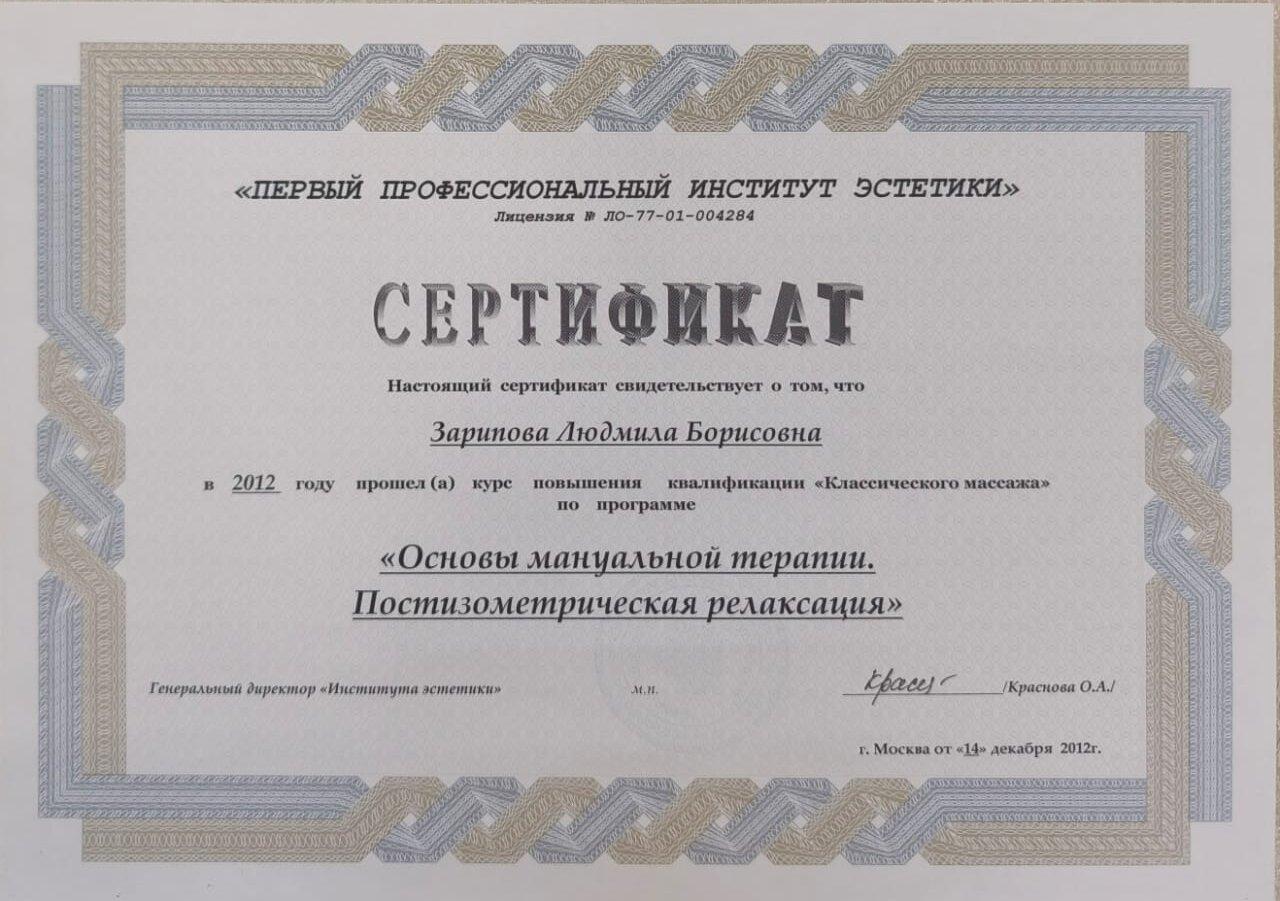 «ПЕРВЫЙ ПРОФЕССИОНАЛЬНЫЙ ИНСТИТУТ ЭСТЕТИКИ»
Лицензия № ЛО-77-01-004284
СЕРТИФИКАТ
Настоящий сертификат свидетельствует о том, что
Зарипова Людмила Борисовна
в 2012 году прошел (а) курс повышения квалификации «Классического массажа»
по программе
«Основы мануальной терапии.
Постизометрическая релаксация»
Генеральный директор «Института эстетики» м.п. /Краснова О.А./
г. Москва от «14» декабря 2012г.